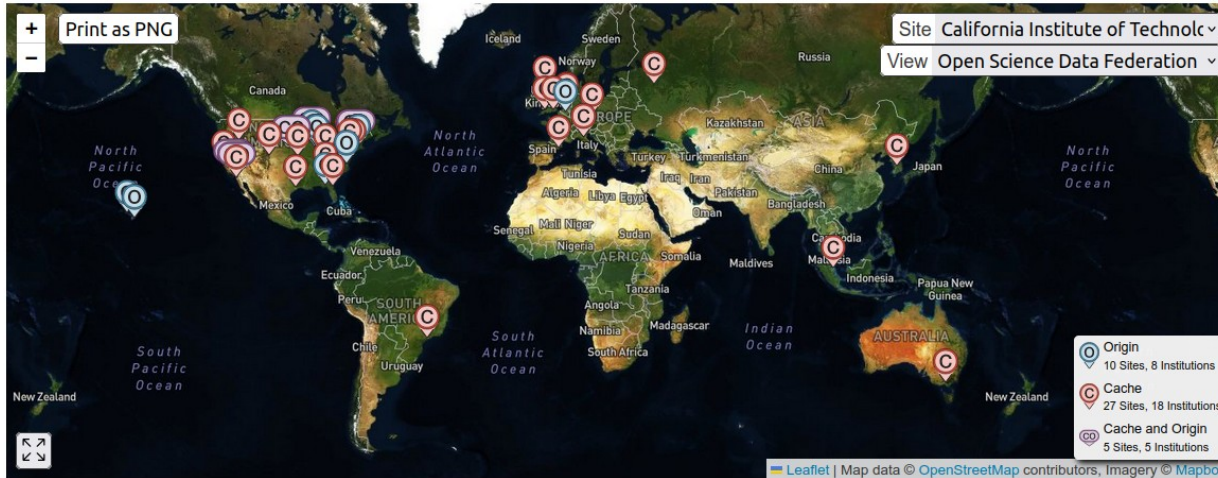 +
−
Print as PNG
Site California Institute of Technolc
View Open Science Data Federation
Iceland
Sweden
Norway
Russia
Canada
Kazakhstan
ASIA
Spain
Italy
Turkey
Turkmenistan
China
Japan
North
Pacific
North
Atlantic
Ocean
North
Pacific
Ocean
Tunisia
Iraq
Iran
Pakistan
Algeria
Libya
Egypt
Bangladesh
Mexico
Cuba
Oman
Senegal
Mali
Niger
Sudan
Nigeria
AFRICA
Somalia
Maldives
Venezuela
Indonesia
Ecuador
Papua New
Guinea
Tanzania
Peru
SOUTH
Angola
Namibia
Madagascar
Indian
Ocean
AUSTRALIA
Chile
South Africa
South
Atlantic
Ocean
South
Pacific
Ocean
Uruguay
New Zealand
New Zealand
O Origin
10 Sites, 8 Institutions
C Cache
27 Sites, 18 Institutions
CO Cache and Origin
5 Sites, 5 Institutions
Leaflet | Map data © OpenStreetMap contributors, Imagery © Mapbo